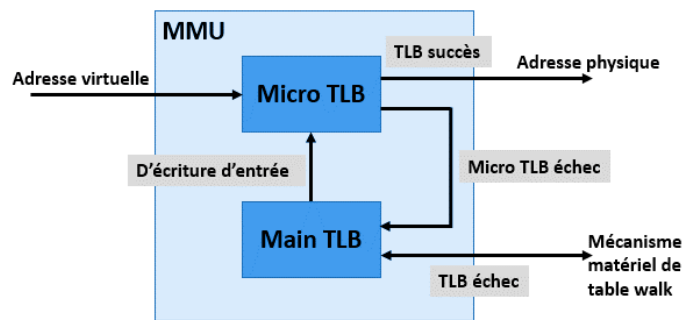 MMU
TLB succès
Adresse virtuelle
Adresse physique
Micro TLB
D’écriture d’entrée
Micro TLB échec
Main TLB
Mécanisme
matériel de
table walk
TLB échec